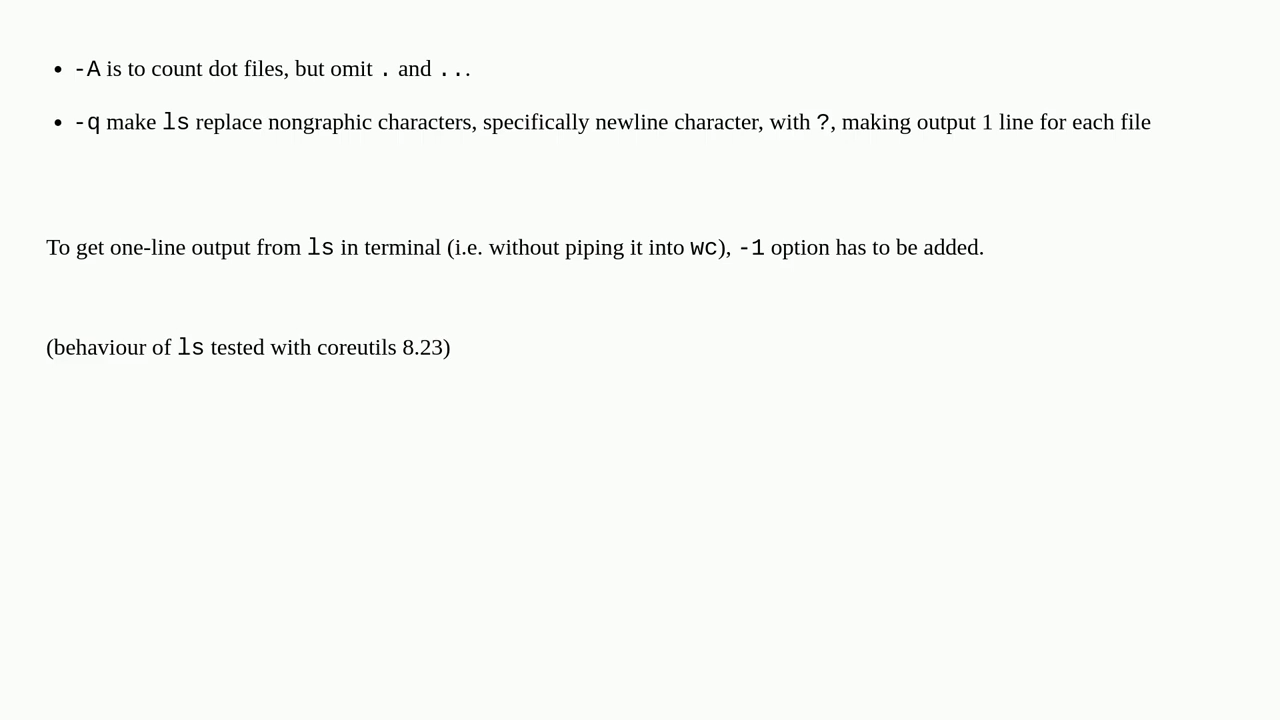 • -A is to count dot files, but omit . and ...
• -q make ls replace nongraphic characters, specifically newline character, with ?, making output 1 line for each file
To get one-line output from ls in terminal (i.e. without piping it into wc), -1 option has to be added.
(behaviour of ls tested with coreutils 8.23)